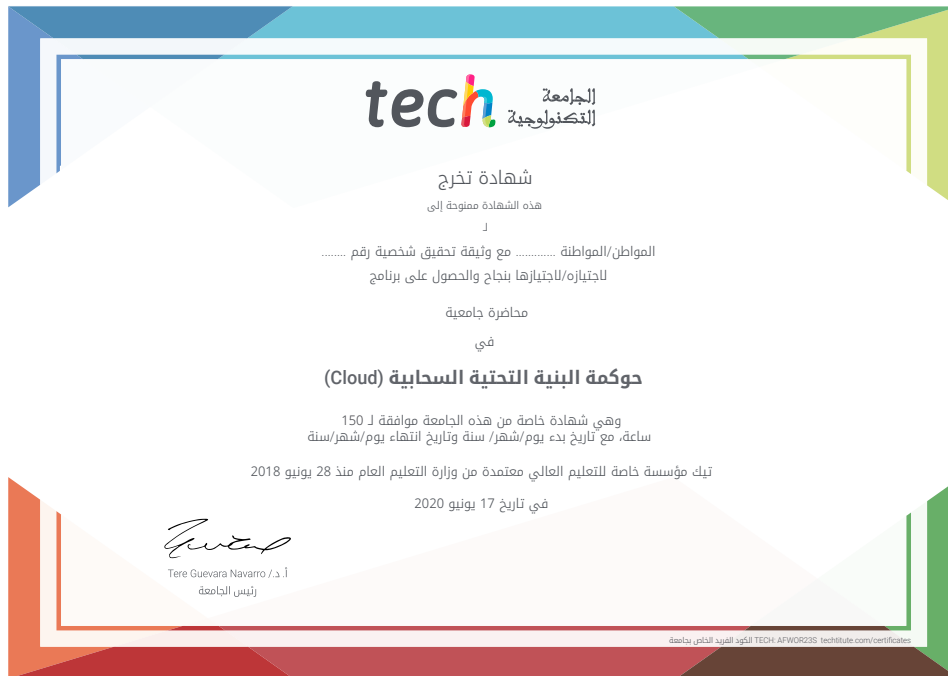 tech الجامعة
التكنولوجية
شهادة تخرج
هذه الشهادة ممنوحة إلى
لـ
المواطن/المواطنة ............ مع وثيقة تحقيق شخصية رقم ........
لاجتيازه/لاجتيازها بنجاح والحصول على برنامج
محاضرة جامعية
في
حوكمة البنية التحتية السحابية (Cloud)
وهي شهادة خاصة من هذه الجامعة موافقة لـ 150
ساعة، مع تاريخ بدء يوم/شهر/ سنة وتاريخ انتهاء يوم/شهر/سنة
تيك مؤسسة خاصة للتعليم العالي معتمدة من وزارة التعليم العام منذ 28 يونيو 2018
في تاريخ 17 يونيو 2020
أ. د./ Tere Guevara Navarro
رئيس الجامعة
الكود الفريد الخاص بجامعة TECH: AFWOR23S techtitute.com/certificates